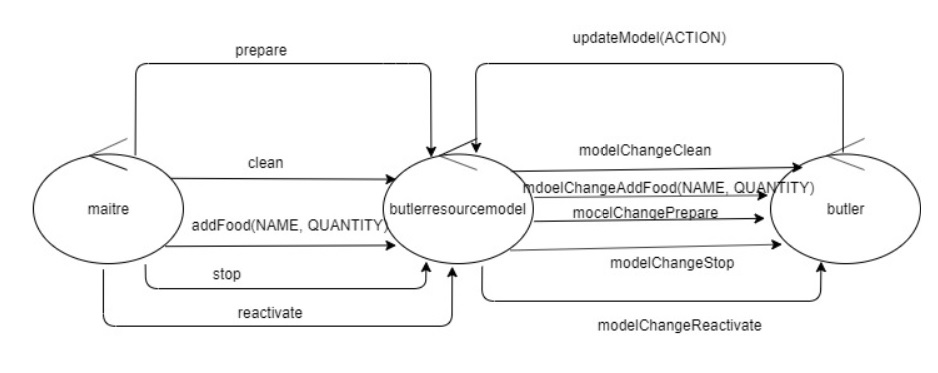 updateModel(ACTION)
prepare
modelChangeClean
clean
mdoelChangeAddFood(NAME, QUANTITY)
maitre
butlerresourcemodel
butler
mocelChangePrepare
addFood(NAME, QUANTITY)
modelChangeStop
stop
reactivate
modelChangeReactivate